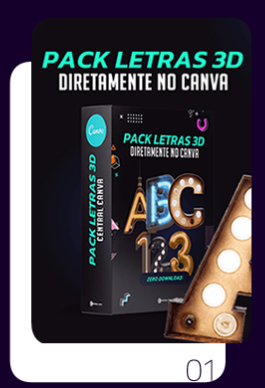 PACK LETRAS 3D
DIRETAMENTE NO CANVA
Canva
PACK LETRAS 3D
CENTRAL CANVA
PACK LETRAS 3D
DIRETAMENTE NO CANVA
ABC
123
ZERO DOWNLOAD
01